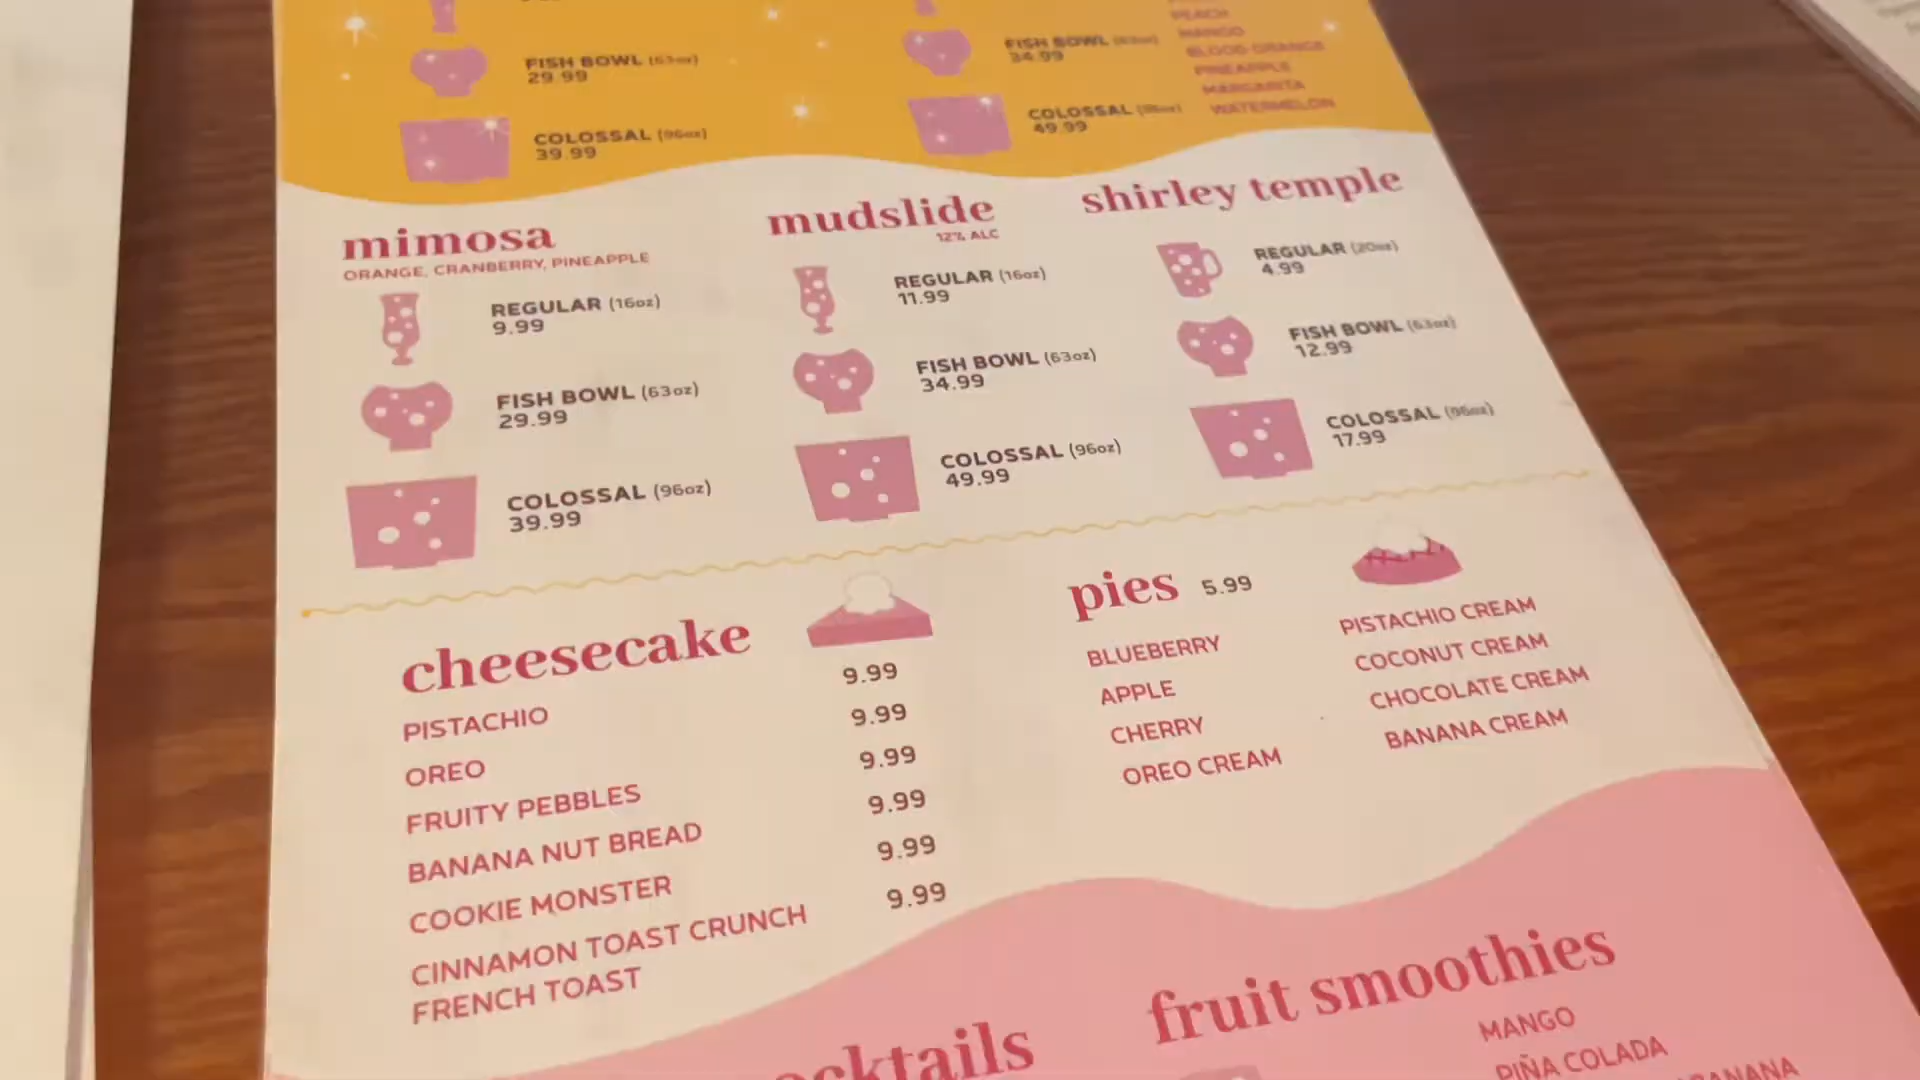 FISH BOWL (63oz)
29.99
COLOSSAL (96oz)
39.99
FISH BOWL (63oz)
34.99
COLOSSAL (96oz)
49.99
PEACH
MANGO
BLOOD ORANGE
PINEAPPLE
MARGARITA
WATERMELON
mimosa
ORANGE, CRANBERRY, PINEAPPLE
REGULAR (16oz)
9.99
FISH BOWL (63oz)
29.99
COLOSSAL (96oz)
39.99
mudslide
12% ALC
REGULAR (16oz)
11.99
FISH BOWL (63oz)
34.99
COLOSSAL (96oz)
49.99
shirley temple
REGULAR (20oz)
4.99
FISH BOWL (63oz)
12.99
COLOSSAL (96oz)
17.99
cheesecake
PISTACHIO 9.99
OREO 9.99
FRUITY PEBBLES 9.99
BANANA NUT BREAD 9.99
COOKIE MONSTER 9.99
CINNAMON TOAST CRUNCH 9.99
FRENCH TOAST
pies 5.99
BLUEBERRY
APPLE
CHERRY
OREO CREAM
PISTACHIO CREAM
COCONUT CREAM
CHOCOLATE CREAM
BANANA CREAM
fruit smoothies
MANGO
PIÑA COLADA